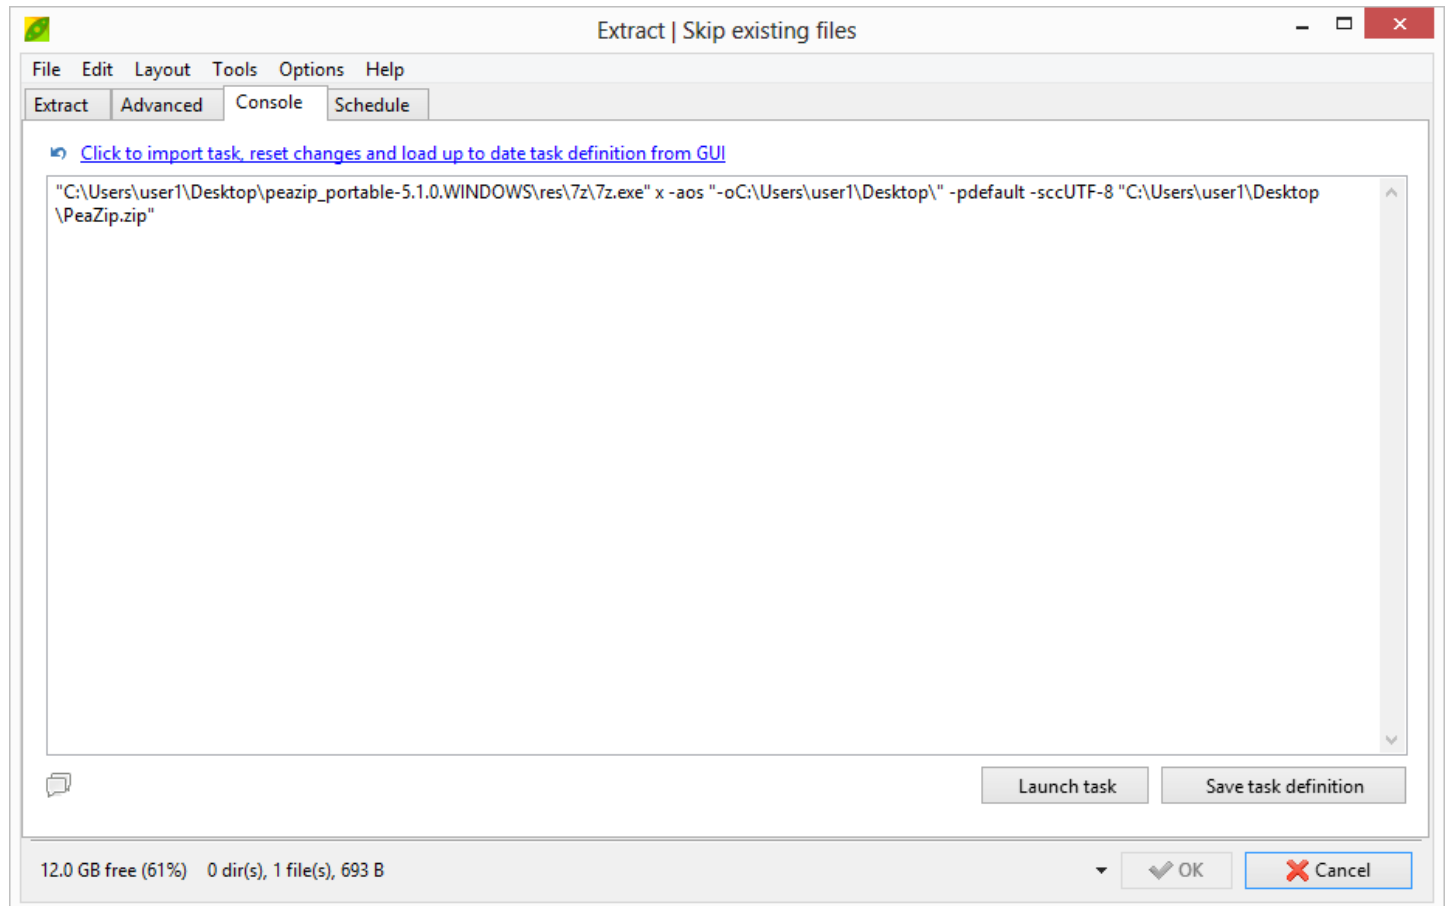 Extract | Skip existing files
File Edit Layout Tools Options Help
Extract Advanced Console Schedule
Click to import task, reset changes and load up to date task definition from GUI
"C:\Users\user1\Desktop\peazip_portable-5.1.0.WINDOWS\res\7z\7z.exe" x -aos "-oC:\Users\user1\Desktop\" -pdefault -sccUTF-8 "C:\Users\user1\Desktop
\PeaZip.zip"
Launch task Save task definition
12.0 GB free (61%) 0 dir(s), 1 file(s), 693 B OK Cancel